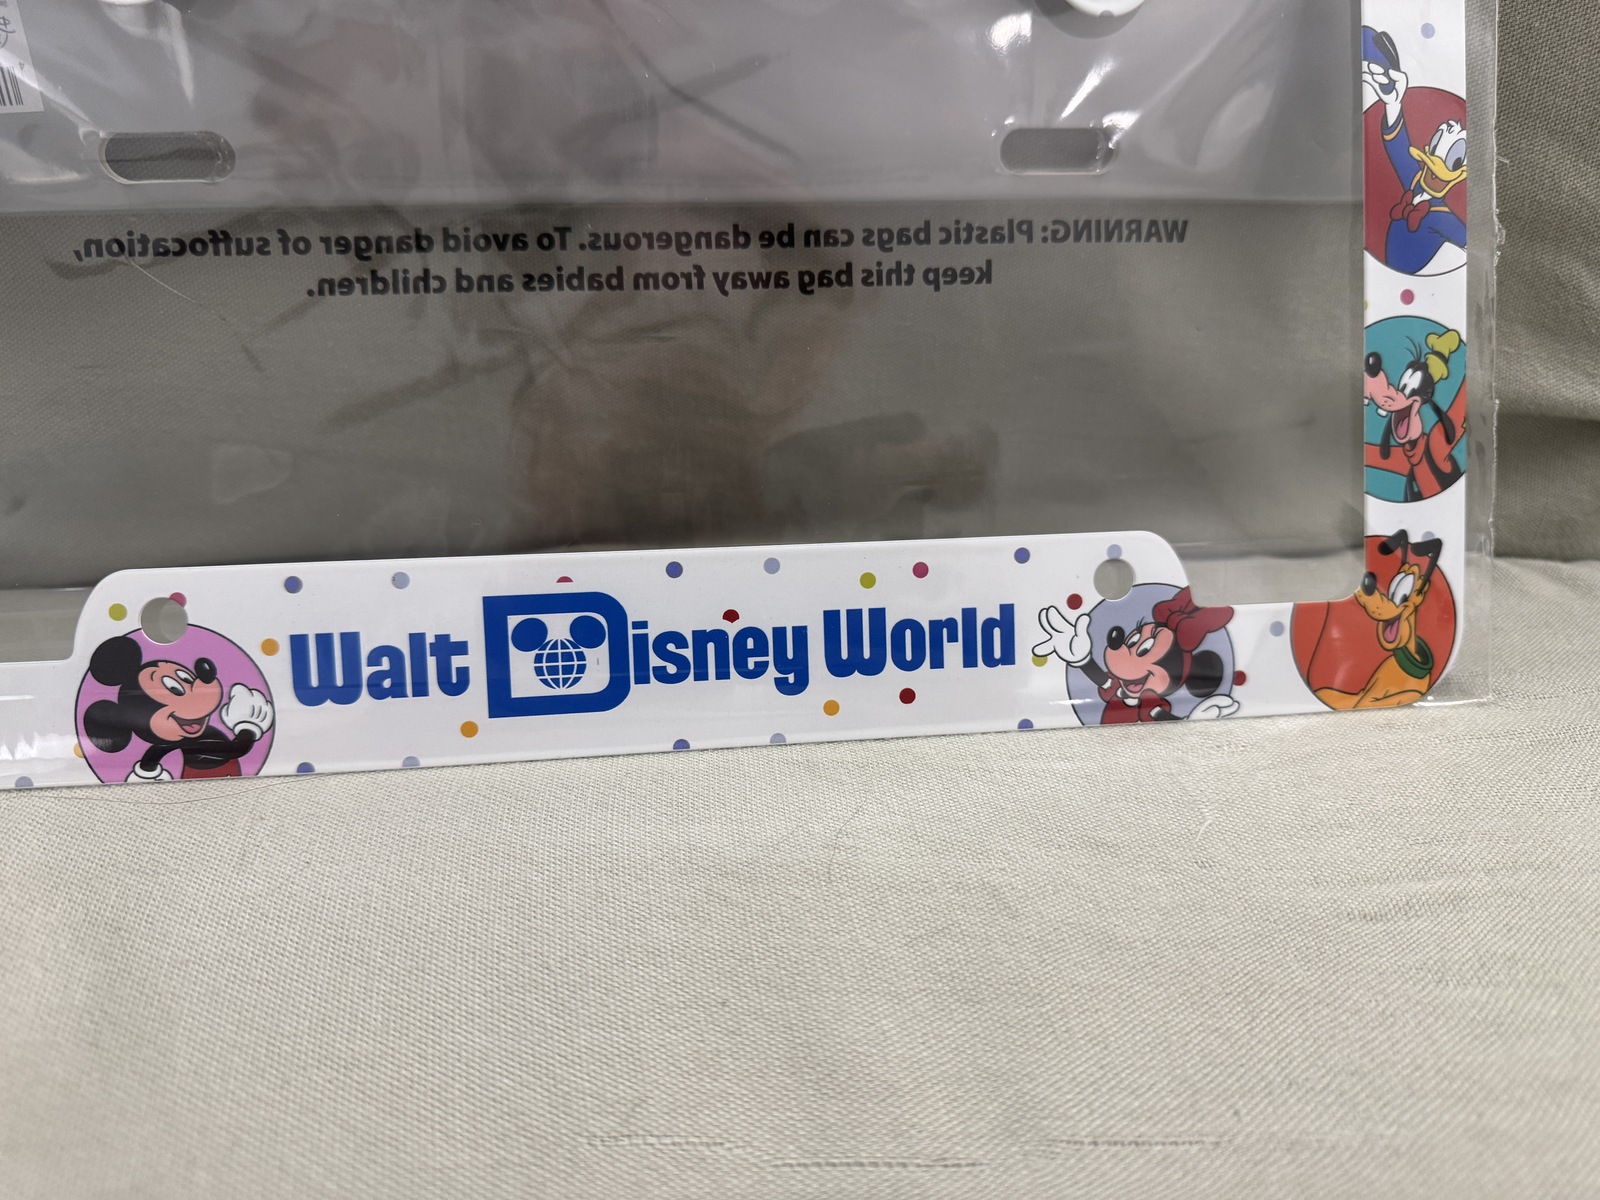 WARNING: Plastic bags can be dangerous. To avoid danger of suffocation,
keep this bag away from babies and children.
Walt Disney World